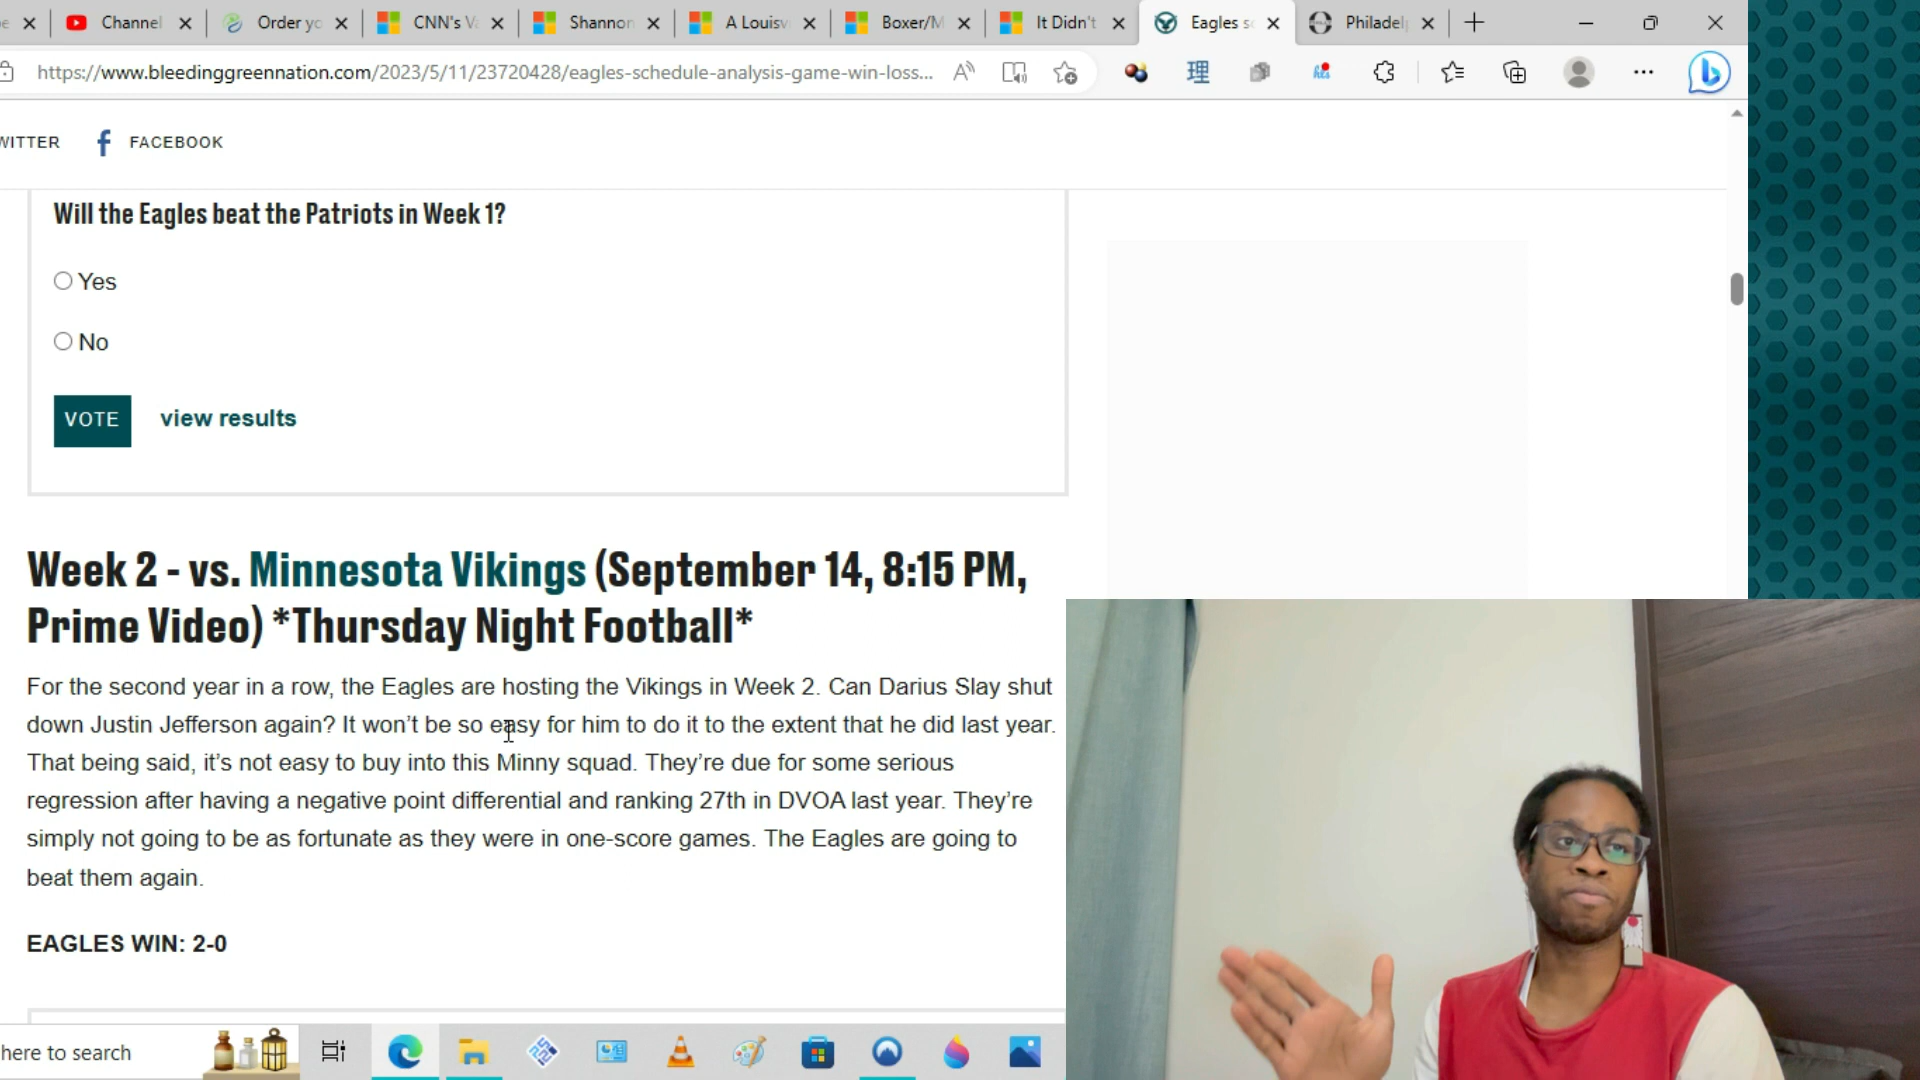 Channel
Order yo
CNN's Va
Shannon
A Louisv
Boxer/M
It Didn't
Eagles sc
Philadelp
https://www.bleedinggreennation.com/2023/5/11/23720428/eagles-schedule-analysis-game-win-loss...
理
hls
WITTER
FACEBOOK
Will the Eagles beat the Patriots in Week 1?
Yes
No
VOTE view results
Week 2 - vs. Minnesota Vikings (September 14, 8:15 PM,
Prime Video) *Thursday Night Football*
For the second year in a row, the Eagles are hosting the Vikings in Week 2. Can Darius Slay shut
down Justin Jefferson again? It won’t be so easy for him to do it to the extent that he did last year.
That being said, it’s not easy to buy into this Minny squad. They’re due for some serious
regression after having a negative point differential and ranking 27th in DVOA last year. They’re
simply not going to be as fortunate as they were in one-score games. The Eagles are going to
beat them again.
EAGLES WIN: 2-0
here to search